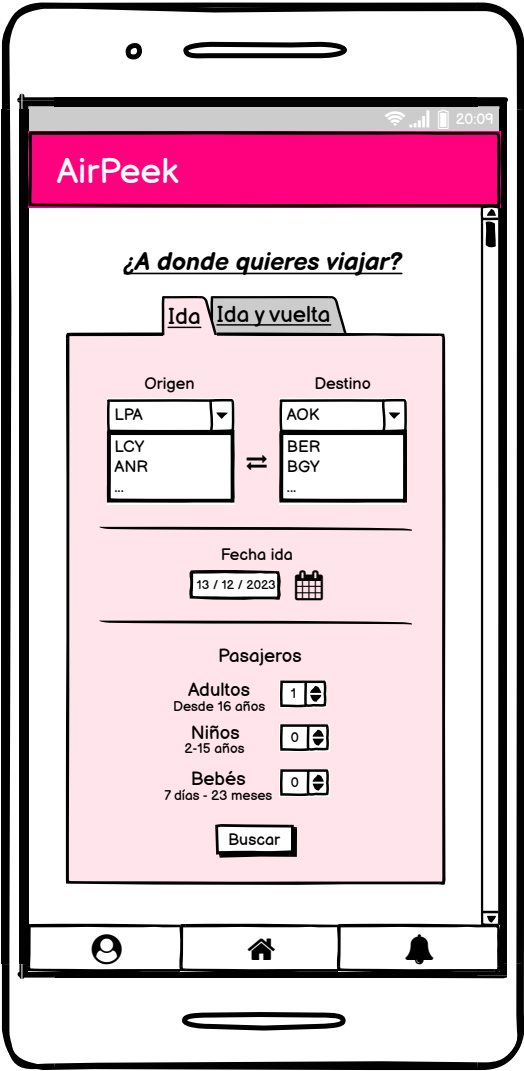 20:09
AirPeek
¿A donde quieres viajar?
Ida
Ida y vuelta
Origen
Destino
LPA
AOK
LCY
ANR
...
BER
BGY
...
Fecha ida
13 / 12 / 2023
Pasajeros
Adultos
Desde 16 años
1
Niños
2-15 años
0
Bebés
7 días - 23 meses
0
Buscar